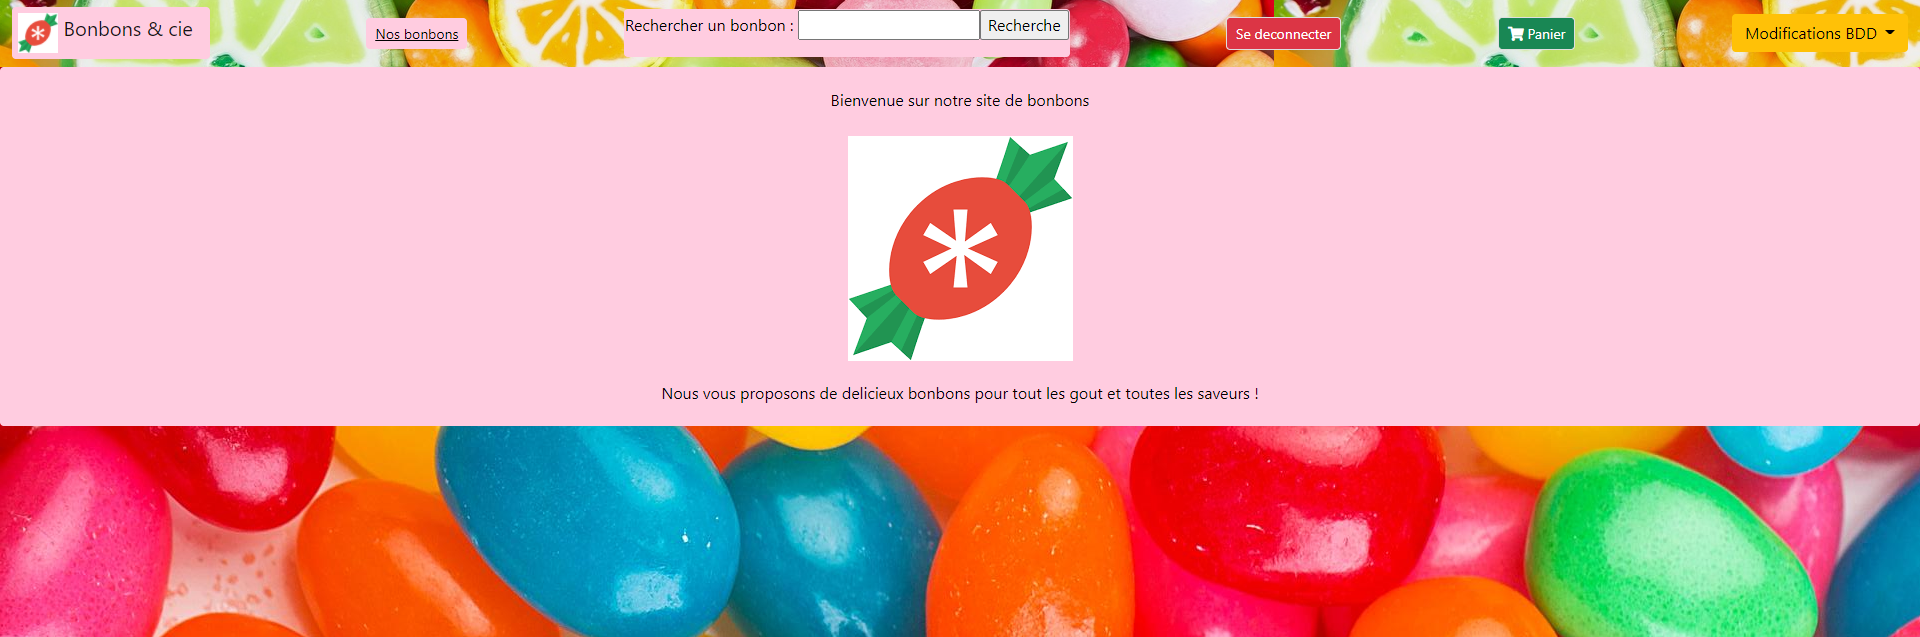 Bonbons & cie
Nos bonbons
Rechercher un bonbon :
Recherche
Se deconnecter
Panier
Modifications BDD
Bienvenue sur notre site de bonbons
Nous vous proposons de delicieux bonbons pour tout les gout et toutes les saveurs !